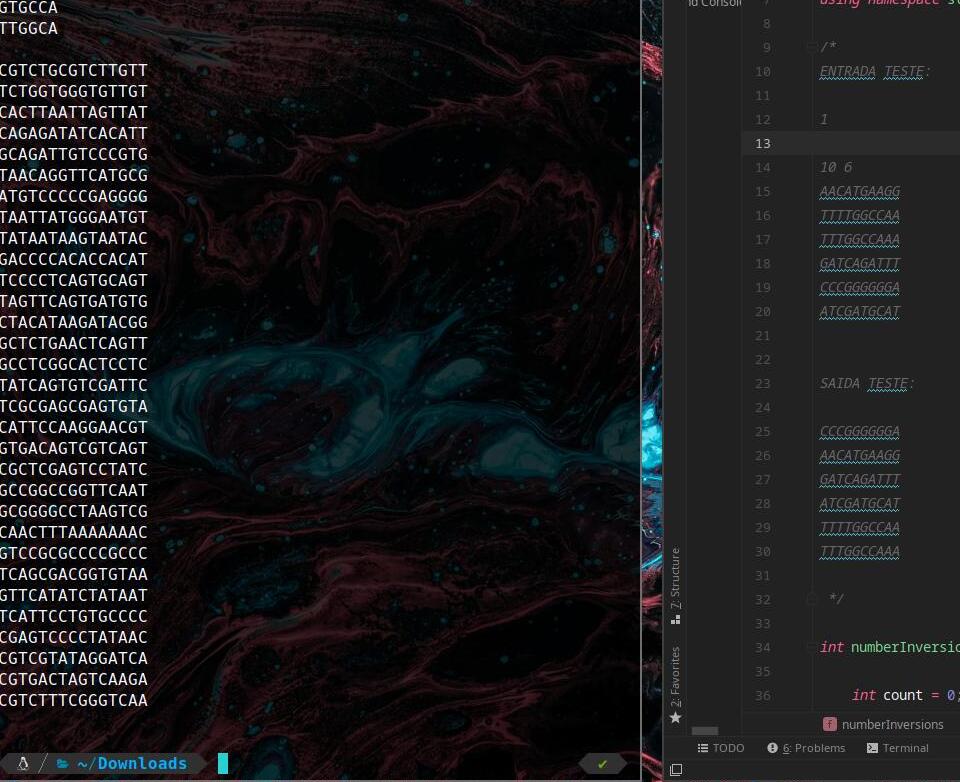 GTGCCA
TTGGCA
CGTCTGCGTCTTGTT
TCTGGTGGGTGTTGT
CACTTAATTAGTTAT
CAGAGATATCACATT
GCAGATTGTCCCGTG
TAACAGGTTCATGCG
ATGTCCCCCGAGGGG
TAATTATGGGAATGT
TATAATAAGTAATAC
GACCCCACACCACAT
TCCCCTCAGTGCAGT
TAGTTCAGTGATGTG
CTACATAAGATACGG
GCTCTGAACTCAGTT
GCCTCGGCACTCCTC
TATCAGTGTCGATTC
TCGCGAGCGAGTGTA
CATTCCAAGGAACGT
GTGACAGTCGTCAGT
CGCTCGAGTCCTATC
GCCGGCCGGTTCAAT
GCGGGGCCTAAGTCG
CAACTTTAAAAAAAC
GTCCGCGCCCCGCCC
TCAGCGACGGTGTAA
GTTCATATCTATAAT
TCATTCCTGTGCCCC
CGAGTCCCCTATAAC
CGTCGTATAGGATCA
CGTGACTAGTCAAGA
CGTCTTTCGGGTCAA
~/Downloads
7: Structure
2: Favorites
7 using namespace
8
9 /*
10 ENTRADA TESTE:
11
12 1
13
14 10 6
15 AACATGAAGG
16 TTTTGGCCAA
17 TTTGGCCAAA
18 GATCAGATTT
19 CCCGGGGGGA
20 ATCGATGCAT
21
22
23 SAIDA TESTE:
24
25 CCCGGGGGGA
26 AACATGAAGG
27 GATCAGATTT
28 ATCGATGCAT
29 TTTTGGCCAA
30 TTTGGCCAAA
31
32 */
33
34 int numberInversio
35
36 int count = 0;
numberInversions
TODO 6: Problems Terminal